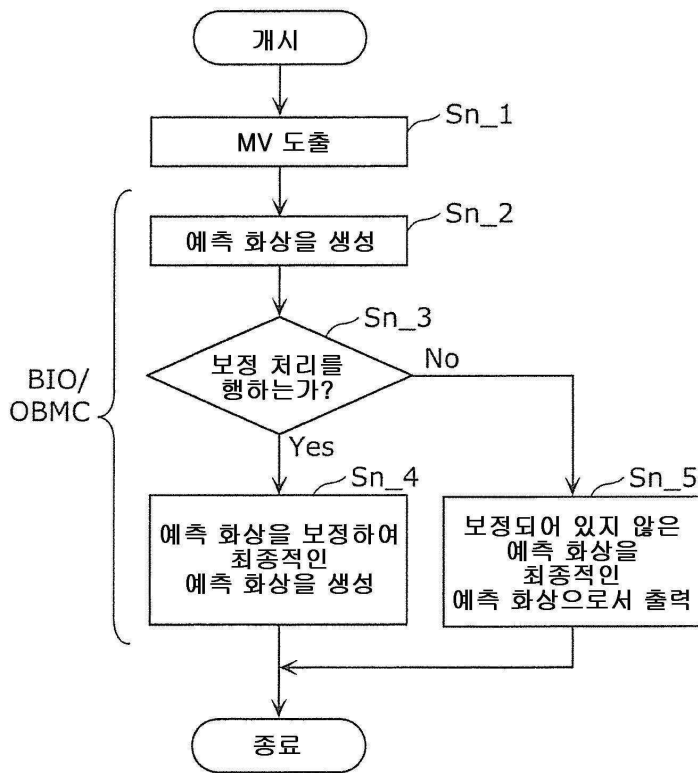 개시
Sn_1
MV 도출
Sn_2
예측 화상을 생성
Sn_3
보정 처리를
행하는가?
No
BIO/
OBMC
Yes
Sn_4
예측 화상을 보정하여
최종적인
예측 화상을 생성
Sn_5
보정되어 있지 않은
예측 화상을
최종적인
예측 화상으로서 출력
종료